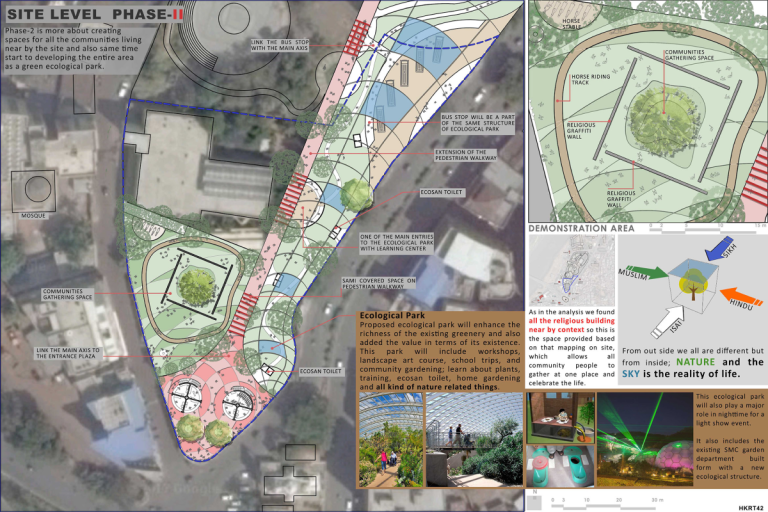 SITE LEVEL PHASE-II
Phase-2 is more about creating
spaces for all the communities living
near by the site and also same time
start to developing the entire area
as a green ecological park.
LINK THE BUS STOP
WITH THE MAIN AXIS
BUS STOP WILL BE A PART
OF THE SAME STRUCTURE
OF ECOLOGICAL PARK
EXTENSION OF THE
PEDESTRIAN WALKWAY
ECOSAN TOILET
MOSQUE
ONE OF THE MAIN ENTRIES
TO THE ECOLOGICAL PARK
WITH LEARNING CENTER
SAMI COVERED SPACE ON
PEDESTRIAN WALKWAY
COMMUNITIES
GATHERING SPACE
LINK THE MAIN AXIS TO
THE ENTRANCE PLAZA
ECOSAN TOILET
Ecological Park
Proposed ecological park will enhance the
richness of the existing greenery and also
added the value in terms of its existence.
This park will include workshops,
landscape art course, school trips, and
community gardening; learn about plants,
training, ecosan toilet, home gardening
and all kind of nature related things.
HORSE
STABLE
COMMUNITIES
GATHERING SPACE
HORSE RIDING
TRACK
RELIGIOUS
GRAFFITI
WALL
RELIGIOUS
GRAFFITI
WALL
DEMONSTRATION AREA
10 m
As in the analysis we found
all the religious building
near by context so this is
the space provided based
on that mapping on site,
which allows all
community people to
gather at one place and
celebrate the life.
SIKH
MUSLIM
HINDU
ISAI
From out side we all are different but
from inside; NATURE and the
SKY is the reality of life.
This ecological park
will also play a major
role in nighttime for a
light show event.
It also includes the
existing SMC garden
department built
form with a new
ecological structure.
N
0 3 5 10 20 30 m
HKRT42